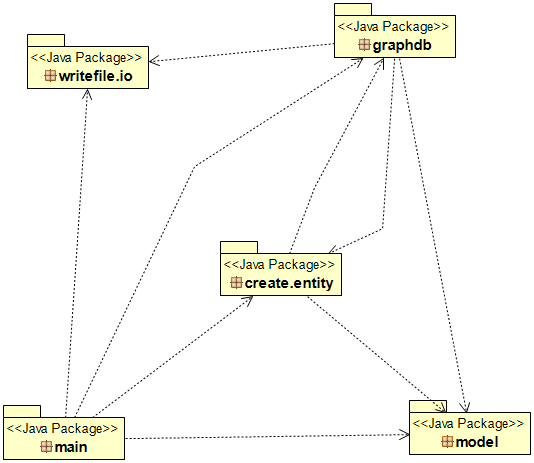 <<Java Package>>
graphdb
<<Java Package>>
writefile.io
<<Java Package>>
create.entity
<<Java Package>>
main
<<Java Package>>
model